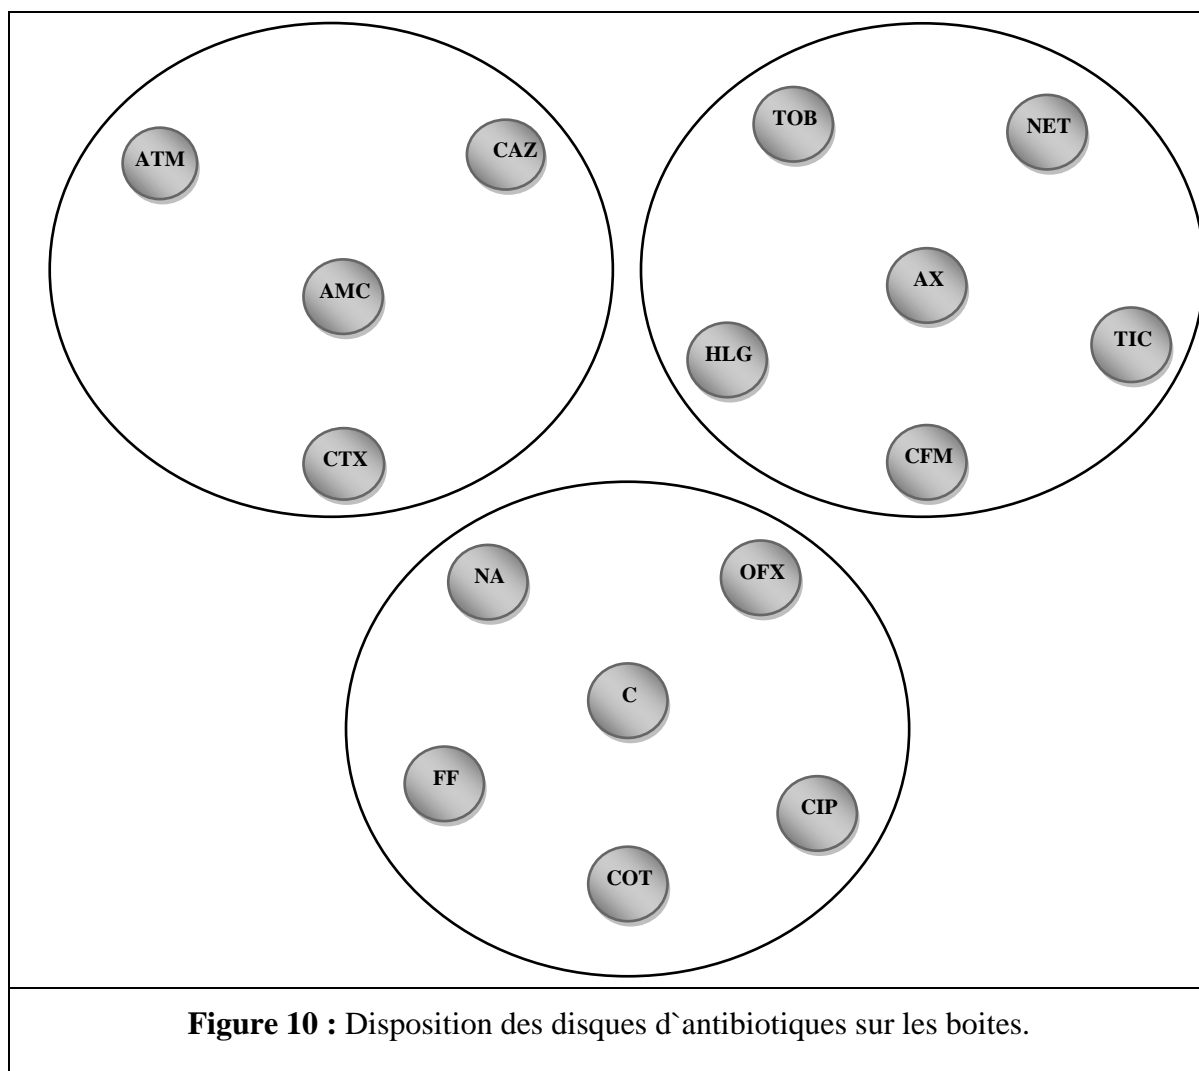 ATM
CAZ
AMC
CTX
TOB
NET
AX
HLG
TIC
CFM
NA
OFX
C
FF
CIP
COT
Figure 10 : Disposition des disques d`antibiotiques sur les boites.